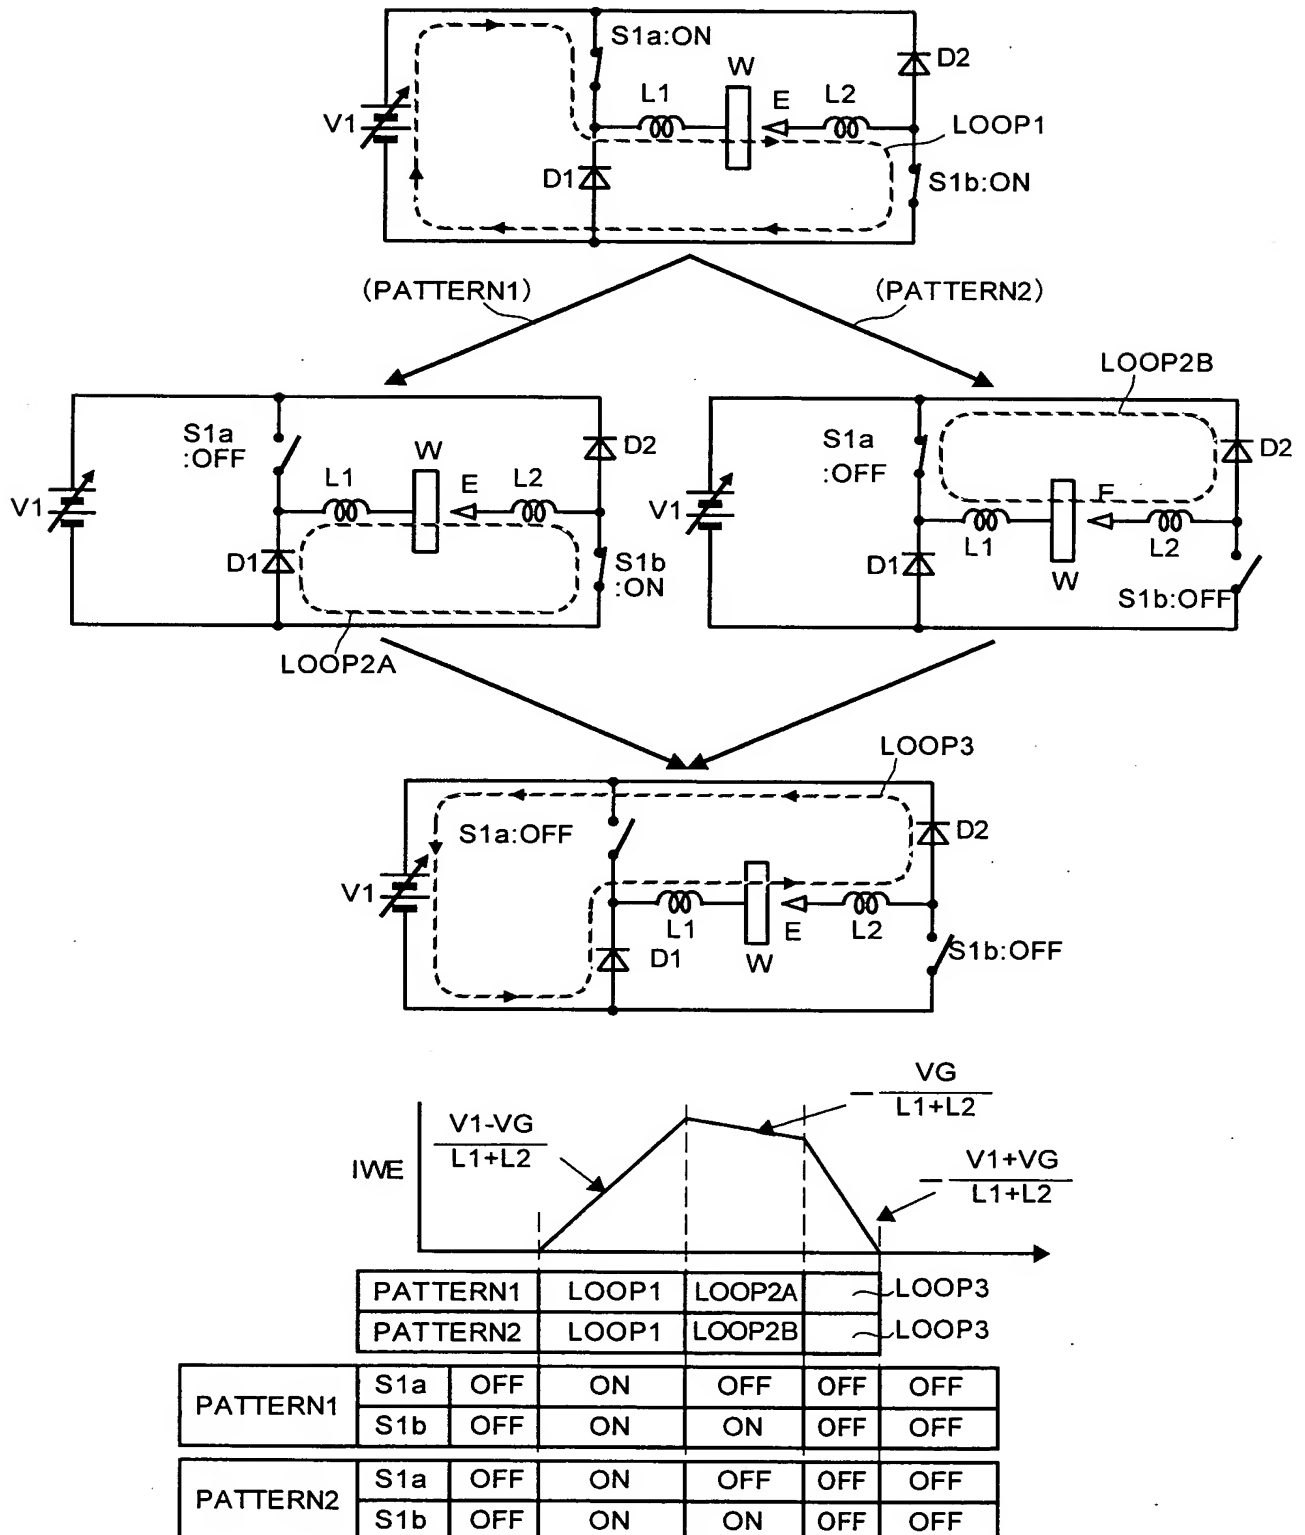 S1a:ON
D2
W
L1
E
L2
V1
LOOP1
D1
S1b:ON
(PATTERN1)
(PATTERN2)
LOOP2B
S1a
:OFF
W
D2
L1
E
L2
V1
D1
S1b
:ON
LOOP2A
S1a
:OFF
D2
E
V1
L1
L2
D1
W
S1b:OFF
LOOP3
S1a:OFF
D2
V1
L1
E
L2
D1
W
S1b:OFF
IWE
V1-VG
L1+L2
— VG
L1+L2
— V1+VG
L1+L2
PATTERN1 LOOP1 LOOP2A LOOP3
PATTERN2 LOOP1 LOOP2B LOOP3
PATTERN1
S1a OFF ON OFF OFF OFF
S1b OFF ON ON OFF OFF
PATTERN2
S1a OFF ON OFF OFF OFF
S1b OFF ON ON OFF OFF